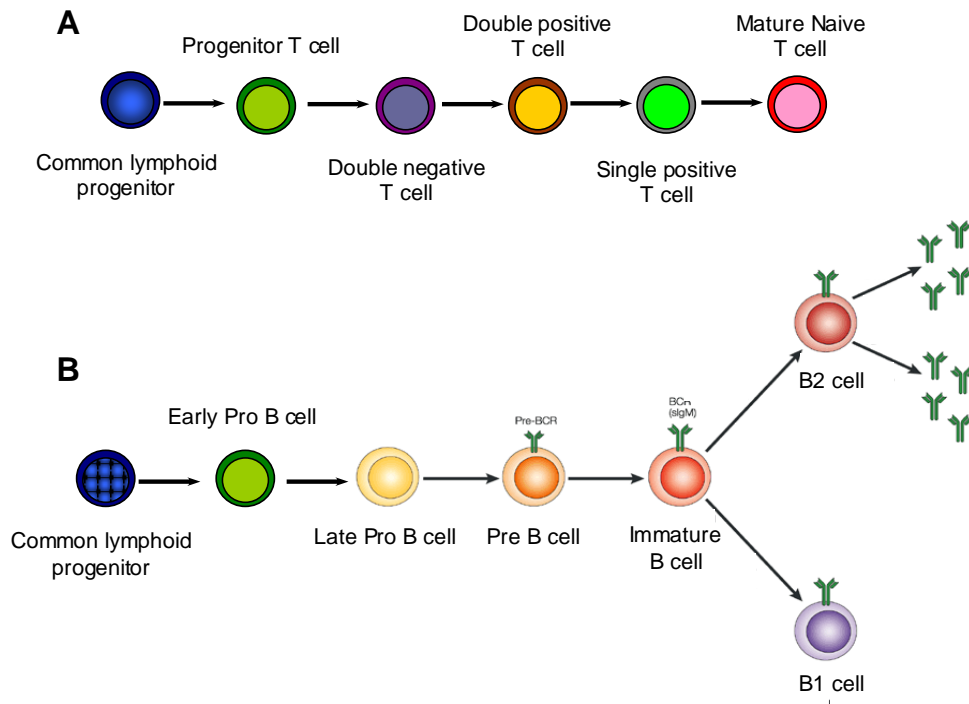 A
Progenitor T cell
Double positive
T cell
Mature Naive
T cell
Common lymphoid
progenitor
Double negative
T cell
Single positive
T cell
B
Early Pro B cell
Pre-BCR
(sIgM)
B2 cell
Common lymphoid
progenitor
Late Pro B cell
Pre B cell
Immature
B cell
B1 cell